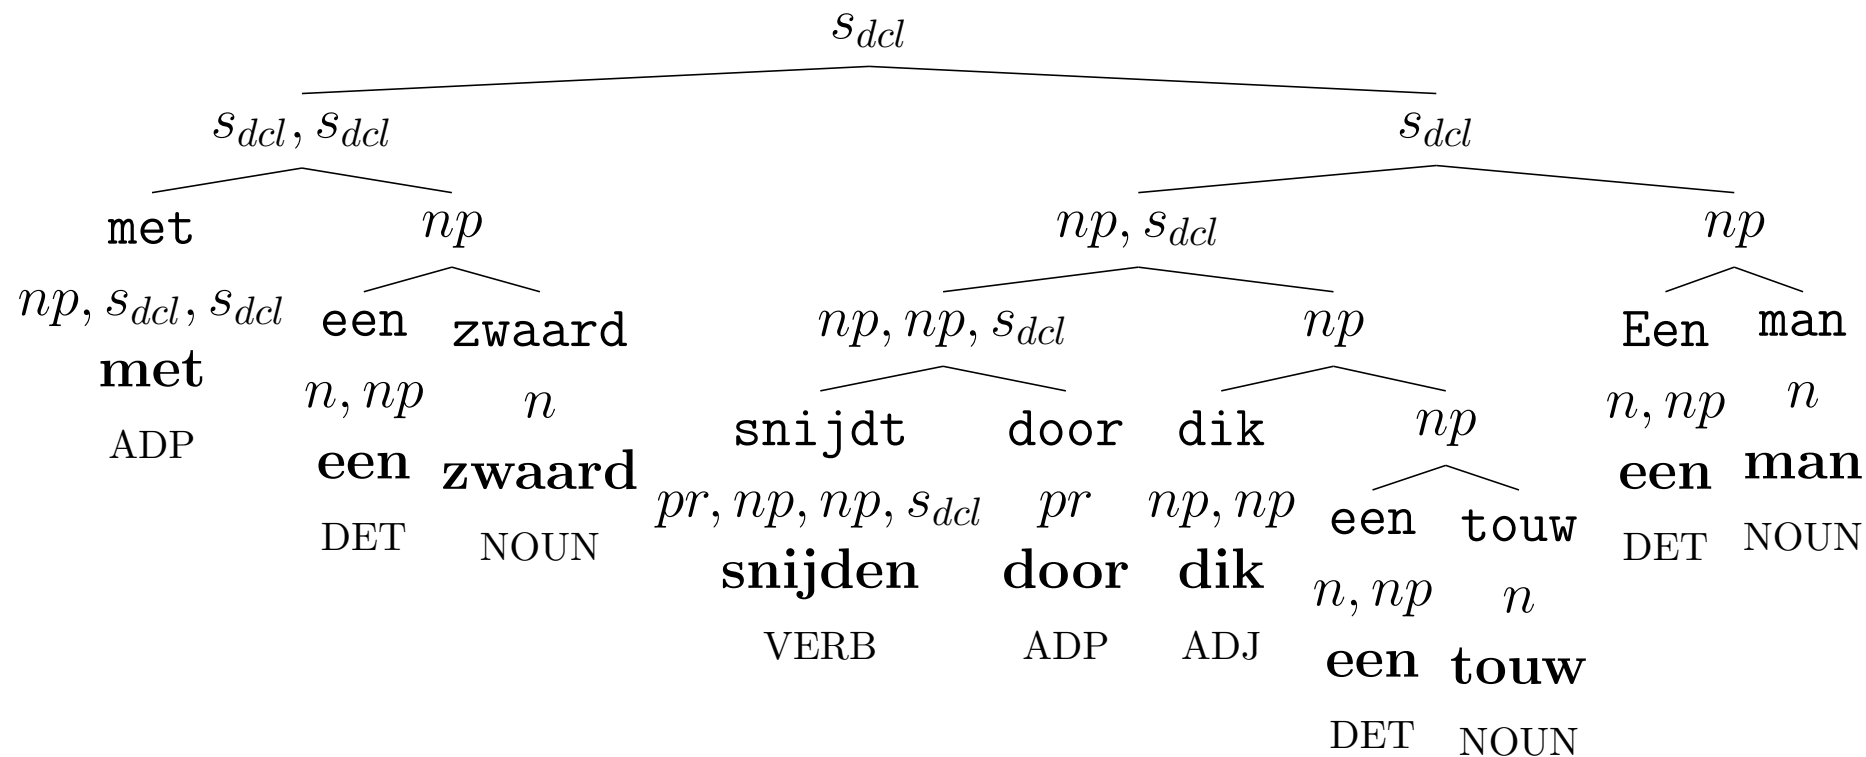 s_dcl
s_dcl, s_dcl
s_dcl
met
np, s_dcl, s_dcl
met
ADP
np
een
n, np
een
DET
zwaard
n
zwaard
NOUN
np, s_dcl
np
np, np, s_dcl
np
snijdt
pr, np, np, s_dcl
snijden
VERB
door
pr
door
ADP
dik
np, np
dik
ADJ
np
een
n, np
een
DET
touw
n
touw
NOUN
Een
n, np
een
DET
man
n
man
NOUN